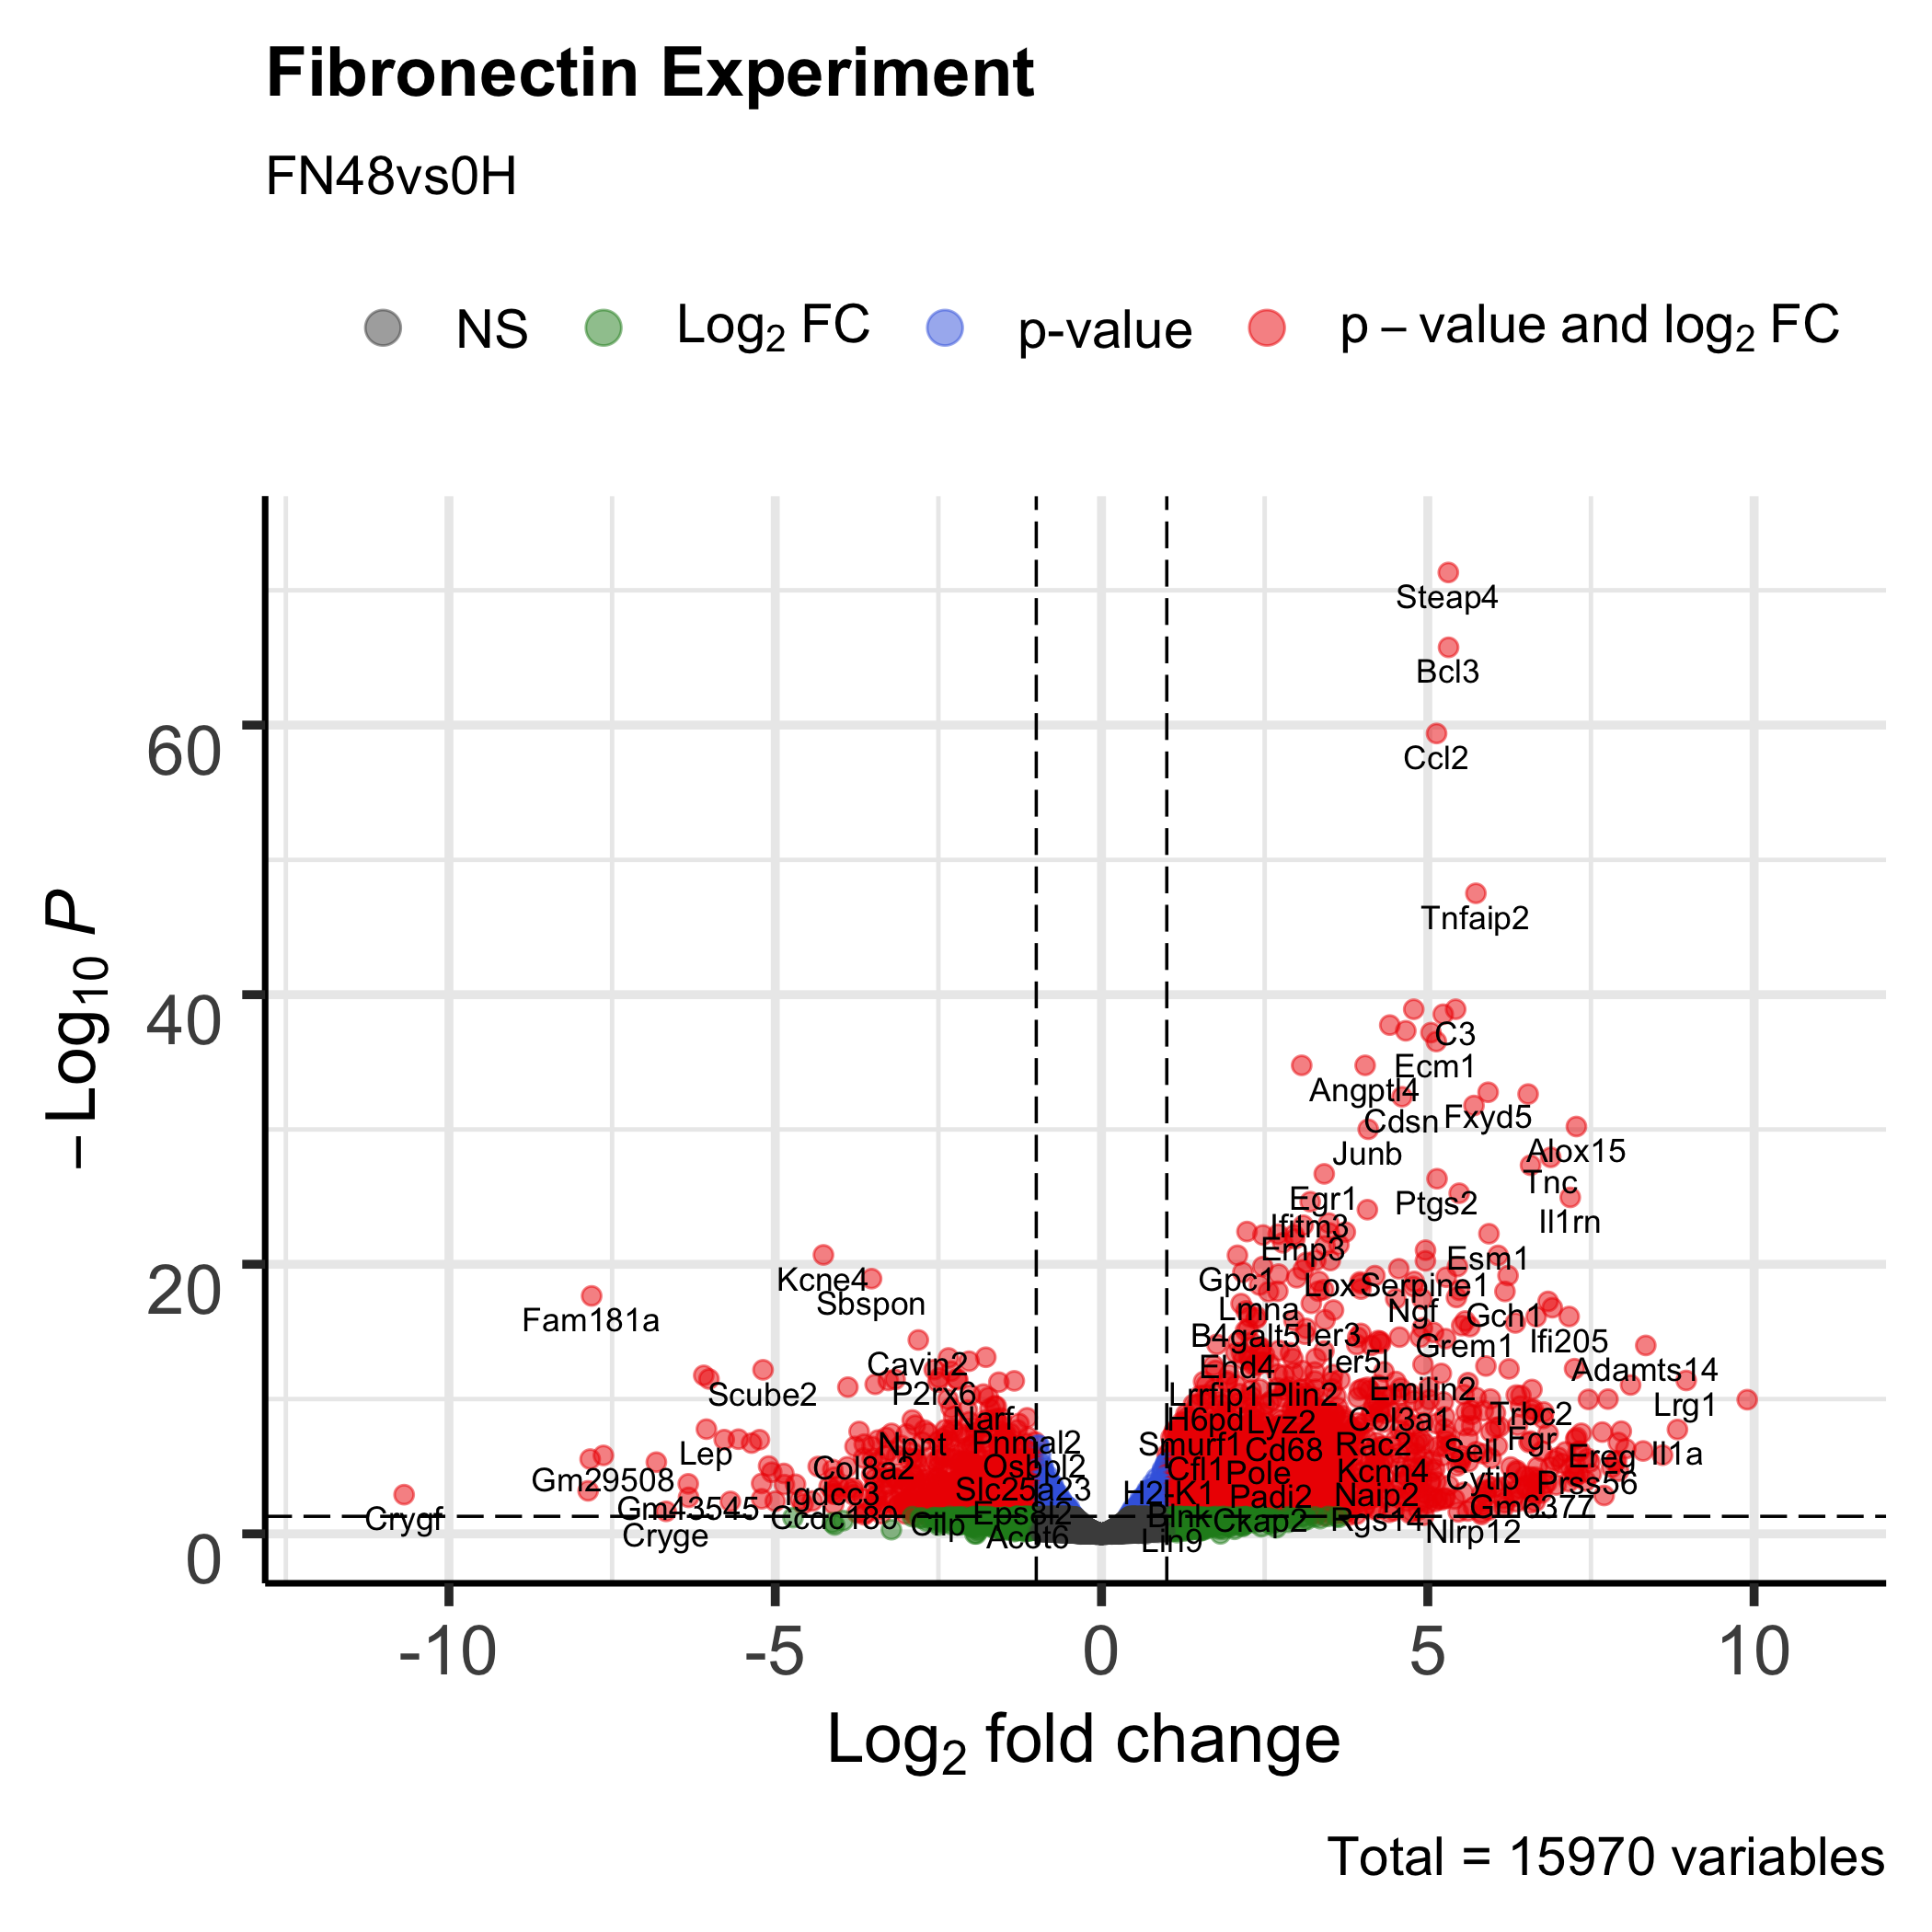 Fibronectin Experiment
FN48vs0H
NS Log2 FC p-value p – value and log2 FC
Steap4
Bcl3
60
Ccl2
Tnfaip2
40
C3
Ecm1
Angptl4
Cdsn Fxyd5
Junb Alox15
Tnc
Egr1 Ptgs2
Il1rn
Ifitm3
Emp3 Esm1
20
Kcne4 Gpc1 Lox Serpine1
Sbspon Lmna Ngf Gch1
Fam181a B4galt5 Ier3 Grem1 Ifi205
Cavin2 Ehd4 Ier5l Adamts14
Scube2 P2rx6 Lrrfip1 Plin2 Emilin2 Lrg1
Narf H6pd Lyz2 Col3a1 Trbc2
Lep Npnt Pnmal2 Smurf1 Cd68 Rac2 Sell Fgr Il1a
Col8a2 Osbpl2 Cfl1 Pole Kcnn4 Cytip Ereg
Gm29508 Igdcc3 Slc25a23 H2-K1 Padi2 Naip2 Prss56
Gm43545 Ccdc180 Eps8l2 Blnk Ckap2 Rgs14 Gm6377
Crygf Cilp
Cryge Acot6 Lin9 Nlrp12
0
-10 -5 0 5 10
−Log10 P
Log2 fold change
Total = 15970 variables